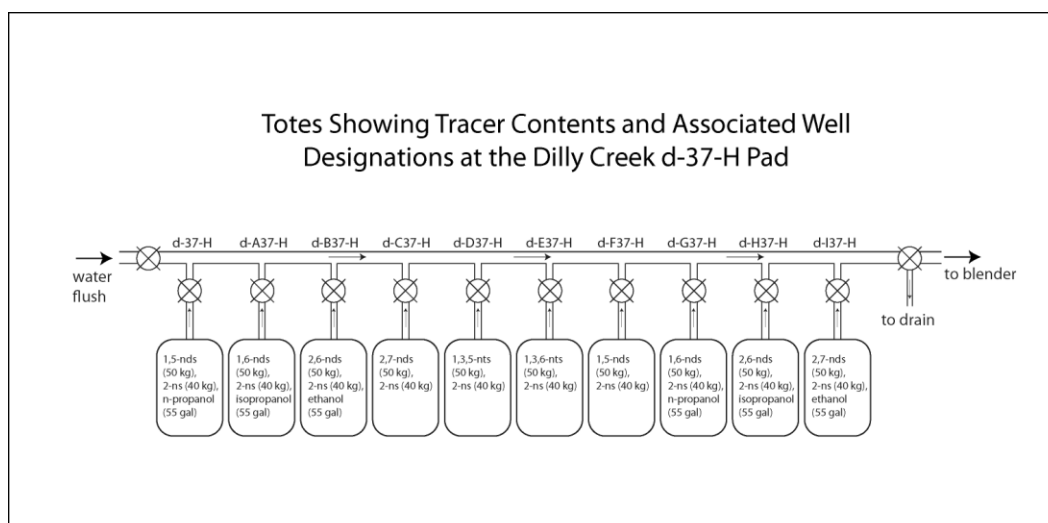 Totes Showing Tracer Contents and Associated Well
Designations at the Dilly Creek d-37-H Pad
d-37-H d-A37-H d-B37-H d-C37-H d-D37-H d-E37-H d-F37-H d-G37-H d-H37-H d-I37-H
water
flush
to blender
to drain
1,5-nds
(50 kg),
2-ns (40 kg),
n-propanol
(55 gal)
1,6-nds
(50 kg),
2-ns (40 kg),
isopropanol
(55 gal)
2,6-nds
(50 kg),
2-ns (40 kg),
ethanol
(55 gal)
2,7-nds
(50 kg),
2-ns (40 kg)
1,3,5-nts
(50 kg),
2-ns (40 kg)
1,3,6-nts
(50 kg),
2-ns (40 kg)
1,5-nds
(50 kg),
2-ns (40 kg)
1,6-nds
(50 kg),
2-ns (40 kg),
n-propanol
(55 gal)
2,6-nds
(50 kg),
2-ns (40 kg),
isopropanol
(55 gal)
2,7-nds
(50 kg),
2-ns (40 kg),
ethanol
(55 gal)